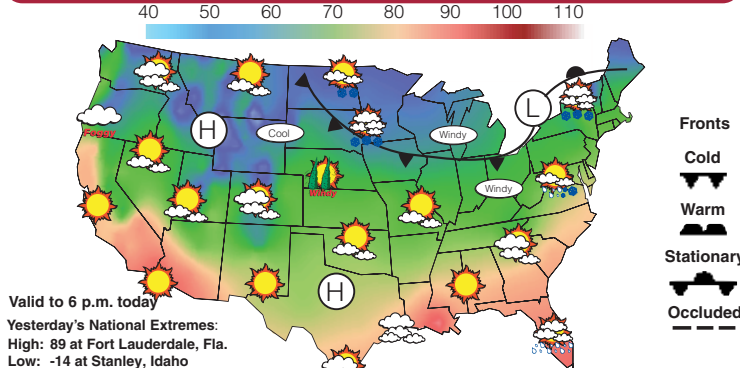 40 50 60 70 80 90 100 110
L
H
Cool
Windy
Foggy
Windy
Windy
H
Fronts
Cold
Warm
Stationary
Occluded
Valid to 6 p.m. today
Yesterday's National Extremes:
High: 89 at Fort Lauderdale, Fla.
Low: -14 at Stanley, Idaho